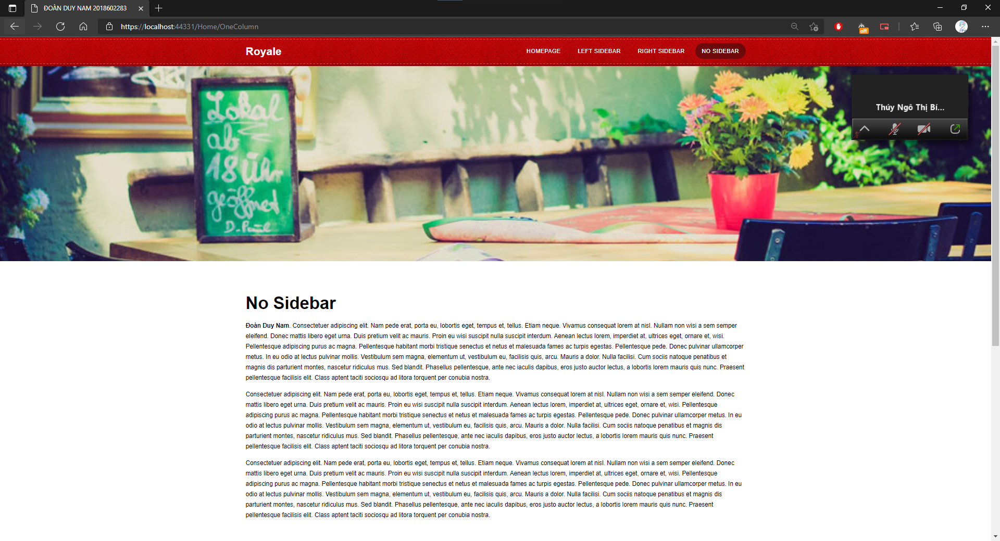 ĐOÀN DUY NAM 2018602283
https://localhost:44331/Home/OneColumn
off
Royale
HOMEPAGE
LEFT SIDEBAR
RIGHT SIDEBAR
NO SIDEBAR
Lokal
ab
18 Uhr
geöffnet
D. Paul
Thúy Ngô Thị Bí...
No Sidebar
Đoàn Duy Nam. Consectetuer adipiscing elit. Nam pede erat, porta eu, lobortis eget, tempus et, tellus. Etiam neque. Vivamus consequat lorem at nisl. Nullam non wisi a sem semper
eleifend. Donec mattis libero eget urna. Duis pretium velit ac mauris. Proin eu wisi suscipit nulla suscipit interdum. Aenean lectus lorem, imperdiet at, ultrices eget, ornare et, wisi.
Pellentesque adipiscing purus ac magna. Pellentesque habitant morbi tristique senectus et netus et malesuada fames ac turpis egestas. Pellentesque pede. Donec pulvinar ullamcorper
metus. In eu odio at lectus pulvinar mollis. Vestibulum sem magna, elementum ut, vestibulum eu, facilisis quis, arcu. Mauris a dolor. Nulla facilisi. Cum sociis natoque penatibus et
magnis dis parturient montes, nascetur ridiculus mus. Sed blandit. Phasellus pellentesque, ante nec iaculis dapibus, eros justo auctor lectus, a lobortis lorem mauris quis nunc. Praesent
pellentesque facilisis elit. Class aptent taciti sociosqu ad litora torquent per conubia nostra.
Consectetuer adipiscing elit. Nam pede erat, porta eu, lobortis eget, tempus et, tellus. Etiam neque. Vivamus consequat lorem at nisl. Nullam non wisi a sem semper eleifend. Donec
mattis libero eget urna. Duis pretium velit ac mauris. Proin eu wisi suscipit nulla suscipit interdum. Aenean lectus lorem, imperdiet at, ultrices eget, ornare et, wisi. Pellentesque
adipiscing purus ac magna. Pellentesque habitant morbi tristique senectus et netus et malesuada fames ac turpis egestas. Pellentesque pede. Donec pulvinar ullamcorper metus. In eu
odio at lectus pulvinar mollis. Vestibulum sem magna, elementum ut, vestibulum eu, facilisis quis, arcu. Mauris a dolor. Nulla facilisi. Cum sociis natoque penatibus et magnis dis
parturient montes, nascetur ridiculus mus. Sed blandit. Phasellus pellentesque, ante nec iaculis dapibus, eros justo auctor lectus, a lobortis lorem mauris quis nunc. Praesent
pellentesque facilisis elit. Class aptent taciti sociosqu ad litora torquent per conubia nostra.
Consectetuer adipiscing elit. Nam pede erat, porta eu, lobortis eget, tempus et, tellus. Etiam neque. Vivamus consequat lorem at nisl. Nullam non wisi a sem semper eleifend. Donec
mattis libero eget urna. Duis pretium velit ac mauris. Proin eu wisi suscipit nulla suscipit interdum. Aenean lectus lorem, imperdiet at, ultrices eget, ornare et, wisi. Pellentesque
adipiscing purus ac magna. Pellentesque habitant morbi tristique senectus et netus et malesuada fames ac turpis egestas. Pellentesque pede. Donec pulvinar ullamcorper metus. In eu
odio at lectus pulvinar mollis. Vestibulum sem magna, elementum ut, vestibulum eu, facilisis quis, arcu. Mauris a dolor. Nulla facilisi. Cum sociis natoque penatibus et magnis dis
parturient montes, nascetur ridiculus mus. Sed blandit. Phasellus pellentesque, ante nec iaculis dapibus, eros justo auctor lectus, a lobortis lorem mauris quis nunc. Praesent
pellentesque facilisis elit. Class aptent taciti sociosqu ad litora torquent per conubia nostra.